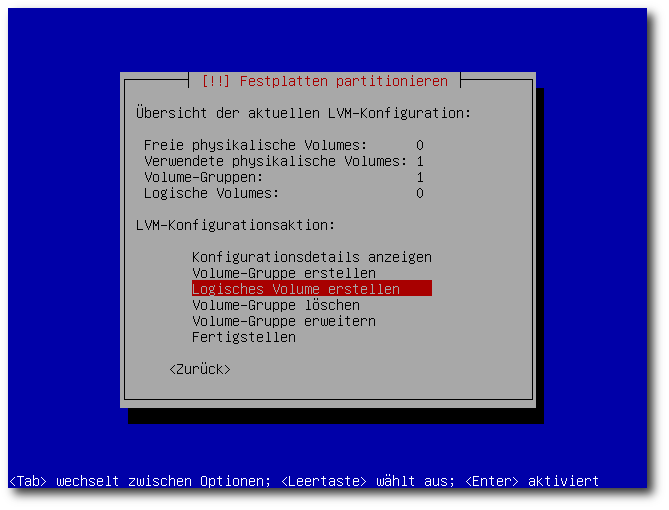 [!!] Festplatten partitionieren
Übersicht der aktuellen LVM-Konfiguration:
Freie physikalische Volumes: 0
Verwendete physikalische Volumes: 1
Volume-Gruppen: 1
Logische Volumes: 0
LVM-Konfigurationsaktion:
Konfigurationsdetails anzeigen
Volume-Gruppe erstellen
Logisches Volume erstellen
Volume-Gruppe löschen
Volume-Gruppe erweitern
Fertigstellen
<Zurück>
<Tab> wechselt zwischen Optionen; <Leertaste> wählt aus; <Enter> aktiviert